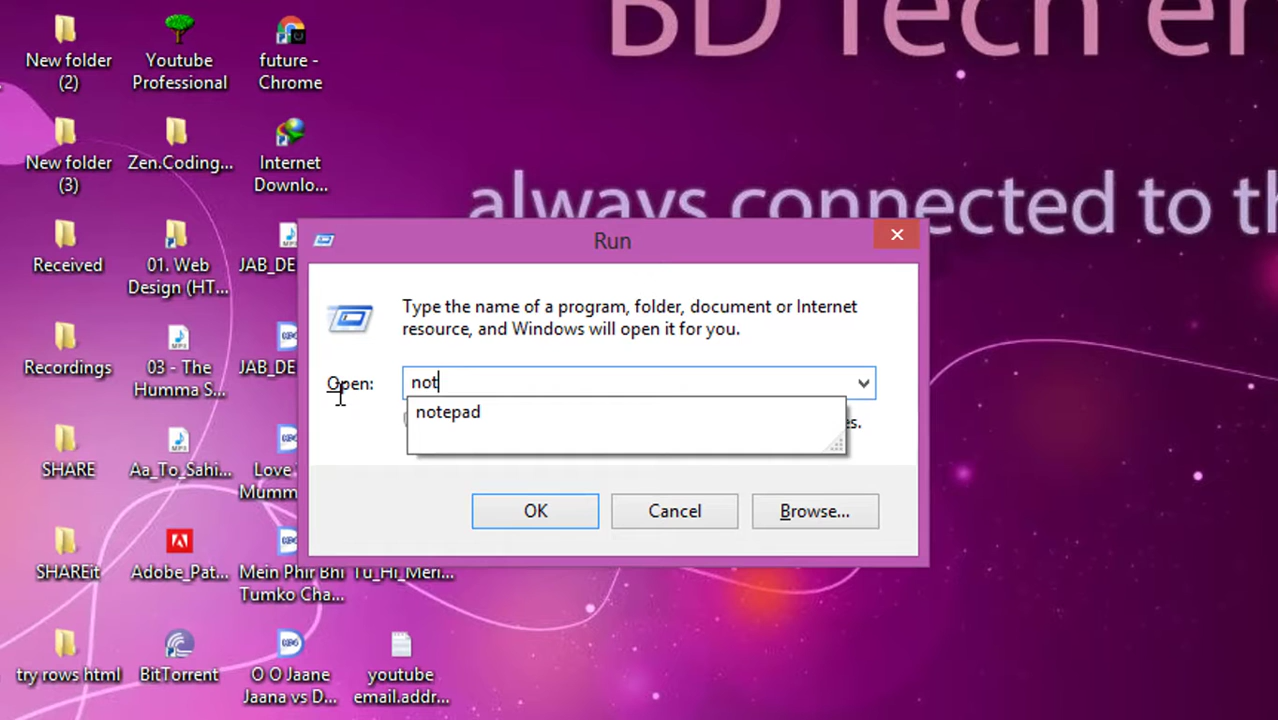 BD Tech er
always connected to th
New folder
(2)
Youtube
Professional
future -
Chrome
New folder
(3)
Zen.Coding...
Internet
Downlo...
Received
01. Web
Design (HT...
JAB_DE
Recordings
03 - The
Humma S...
JAB_DE
SHARE
Aa_To_Sahi...
Love
Mumm
SHAREit
Adobe_Pat...
Mein Phir Bhi
Tumko Cha...
Tu_Hi_Meri...
try rows html
BitTorrent
O O Jaane
Jaana vs D...
youtube
email.addr...
Run
Type the name of a program, folder, document or Internet
resource, and Windows will open it for you.
Open:
not
notepad
es.
OK
Cancel
Browse...